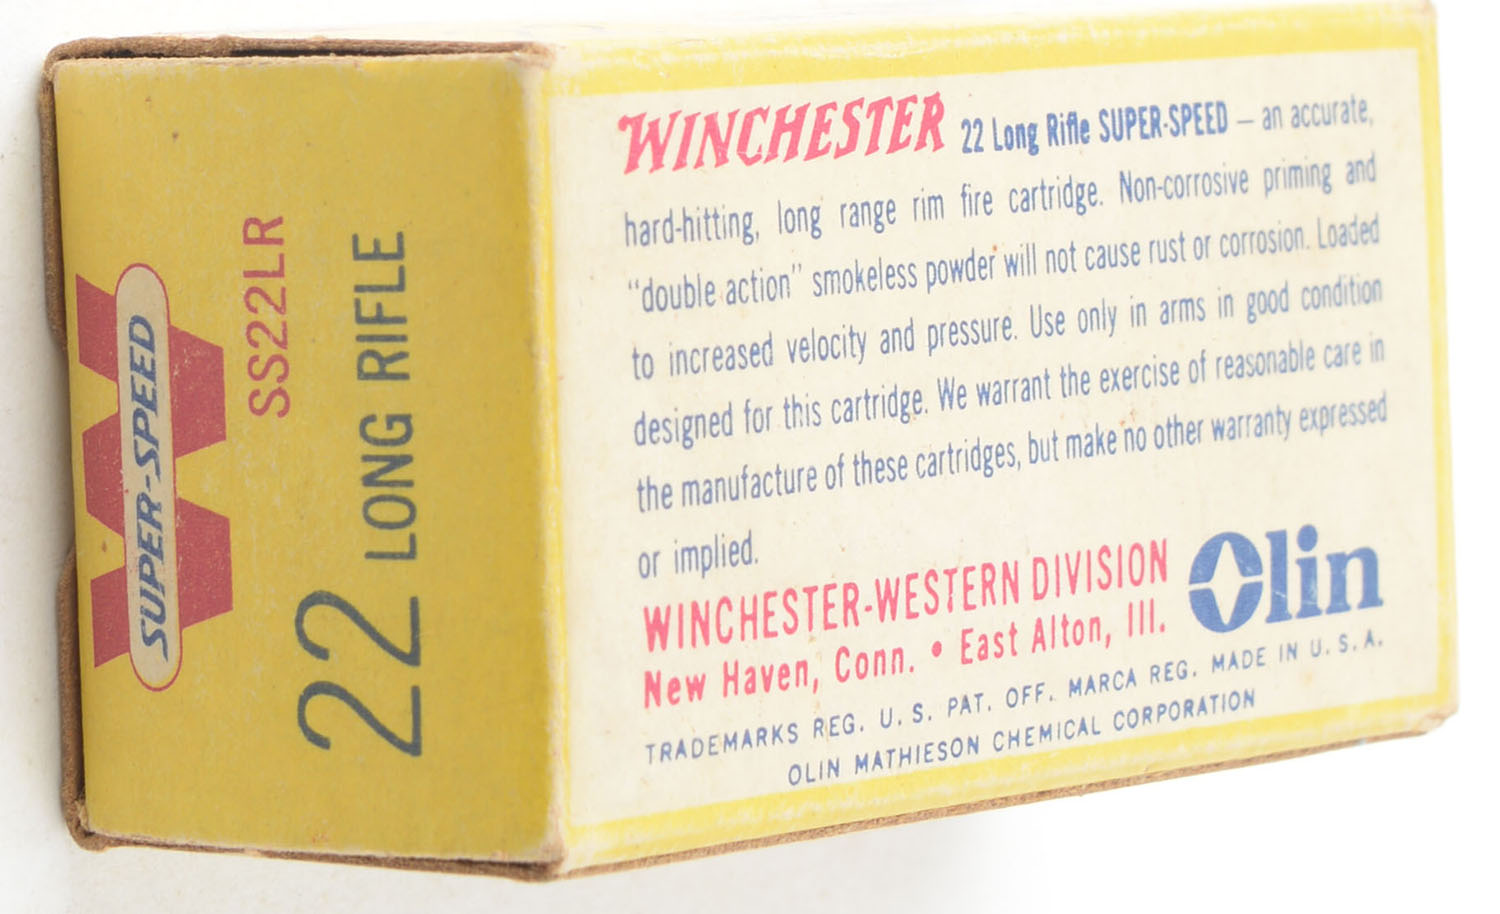 W
SUPER-SPEED
SS22LR
22 LONG RIFLE
WINCHESTER 22 Long Rifle SUPER-SPEED — an accurate,
hard-hitting, long range rim fire cartridge. Non-corrosive priming and
"double action" smokeless powder will not cause rust or corrosion. Loaded
to increased velocity and pressure. Use only in arms in good condition
designed for this cartridge. We warrant the exercise of reasonable care in
the manufacture of these cartridges, but make no other warranty expressed
or implied.
WINCHESTER-WESTERN DIVISION
New Haven, Conn. • East Alton, Ill.
Olin
TRADEMARKS REG. U. S. PAT. OFF. MARCA REG. MADE IN U. S. A.
OLIN MATHIESON CHEMICAL CORPORATION